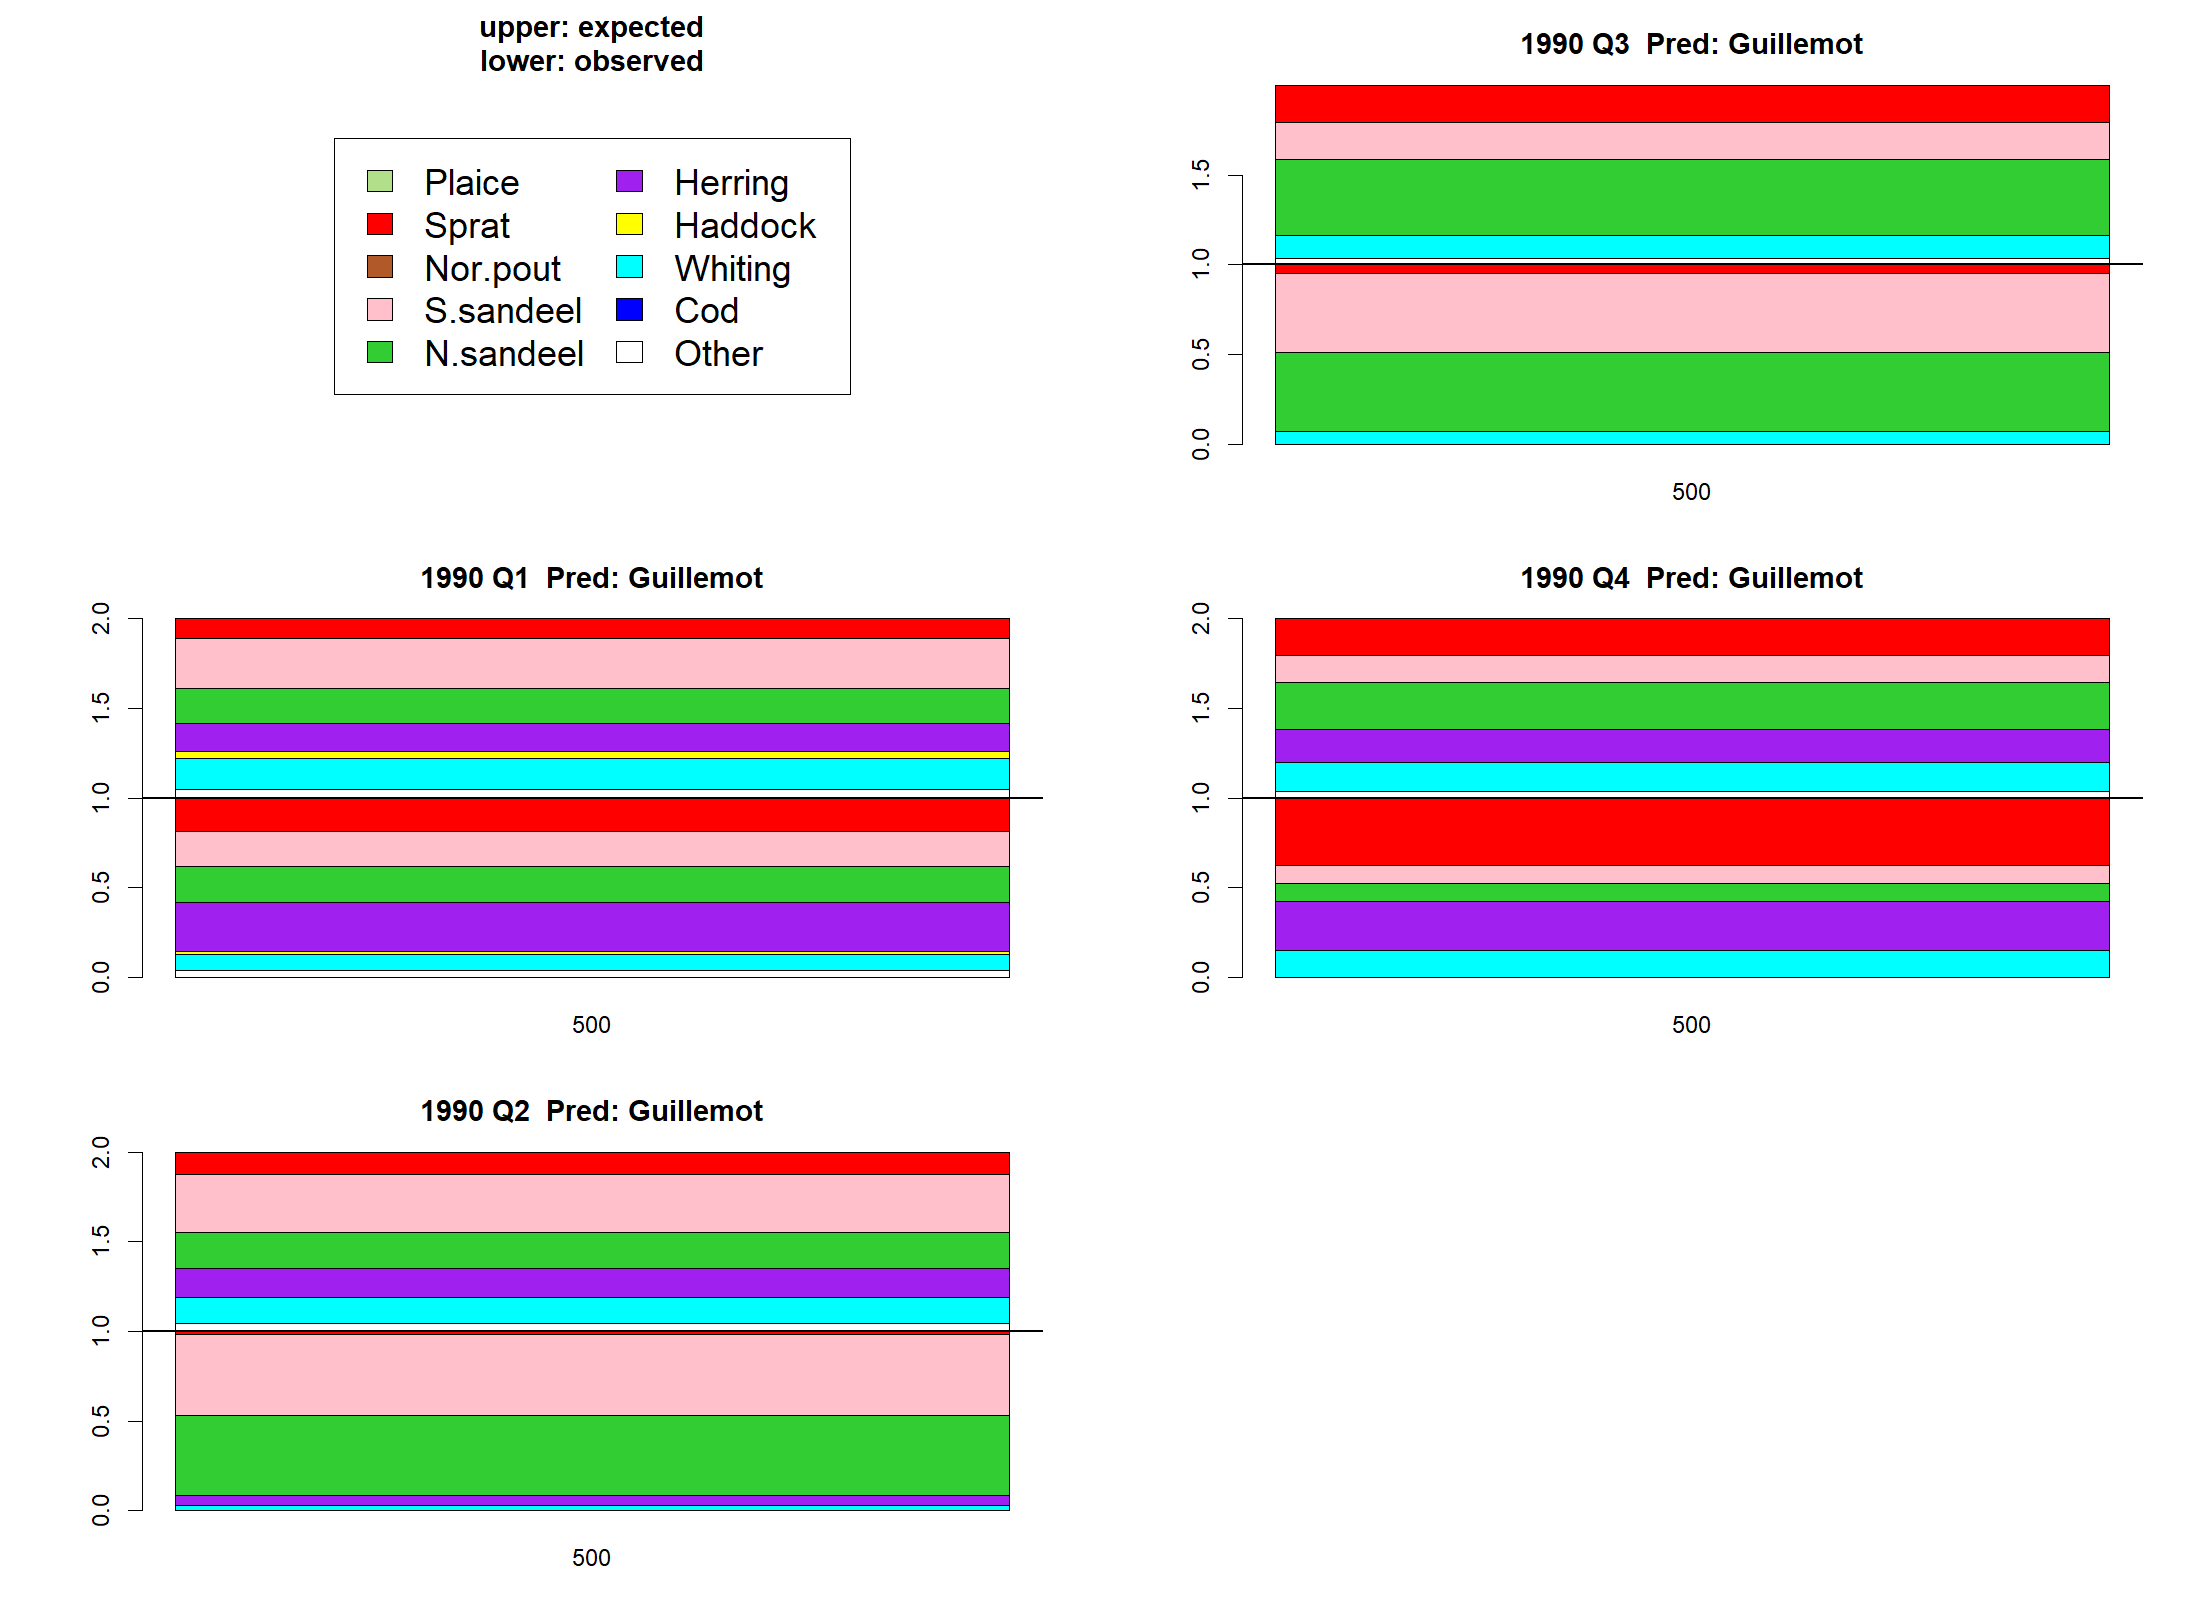 upper: expected
lower: observed
Plaice
Sprat
Nor.pout
S.sandeel
N.sandeel
Herring
Haddock
Whiting
Cod
Other
1990 Q1  Pred: Guillemot
2.0
1.5
1.0
0.5
0.0
500
1990 Q2  Pred: Guillemot
2.0
1.5
1.0
0.5
0.0
500
1990 Q3  Pred: Guillemot
1.5
1.0
0.5
0.0
500
1990 Q4  Pred: Guillemot
2.0
1.5
1.0
0.5
0.0
500